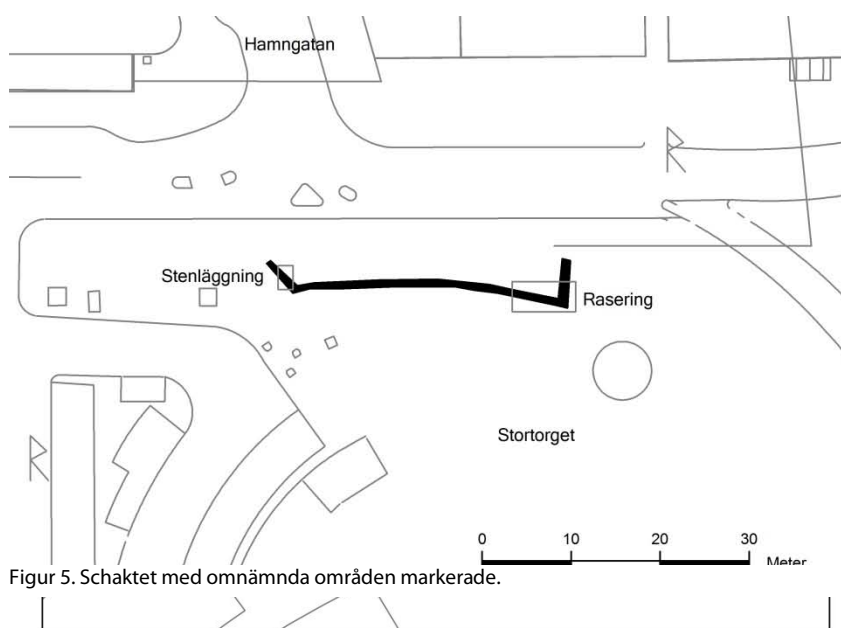 Hamngatan
Stenläggning
Rasering
Stortorget
0 10 20 30
Meter
Figur 5. Schaktet med omnämnda områden markerade.